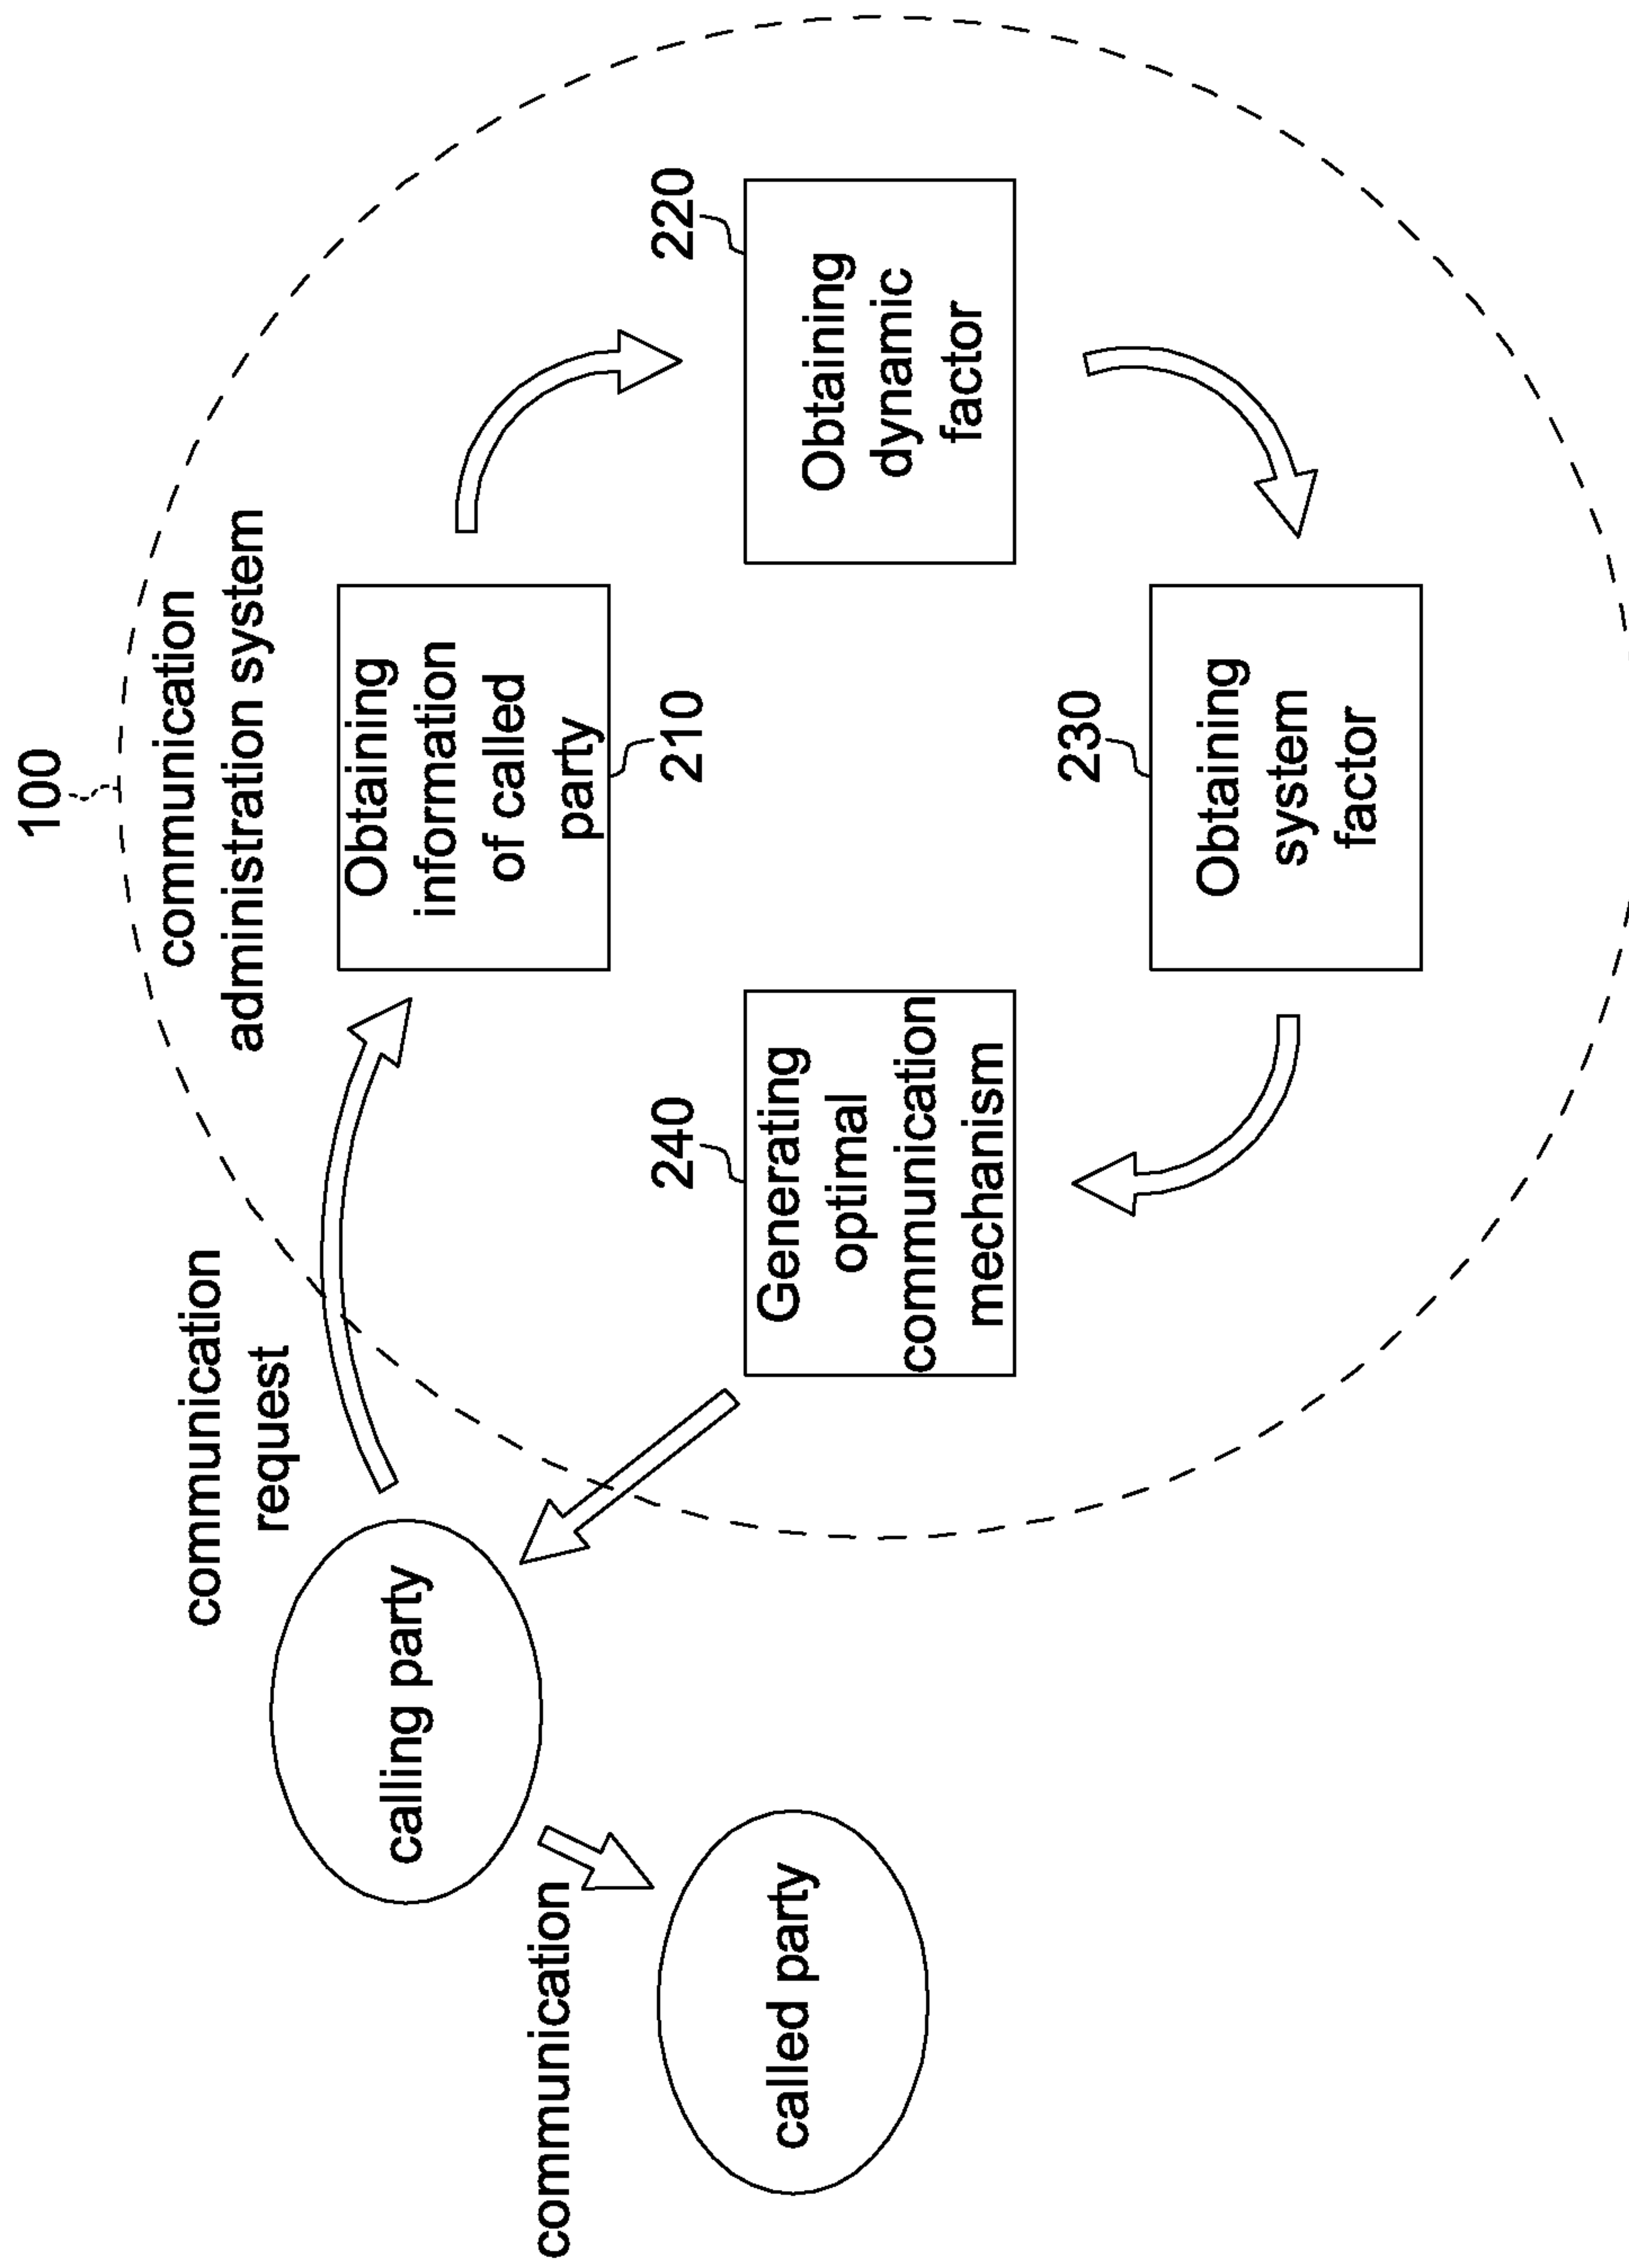 100
communication
administration system
communication
request
calling party
communication
called party
Obtaining
information
of called
party
210
220
Obtaining
dynamic
factor
230
Obtaining
system
factor
240
Generating
optimal
communication
mechanism